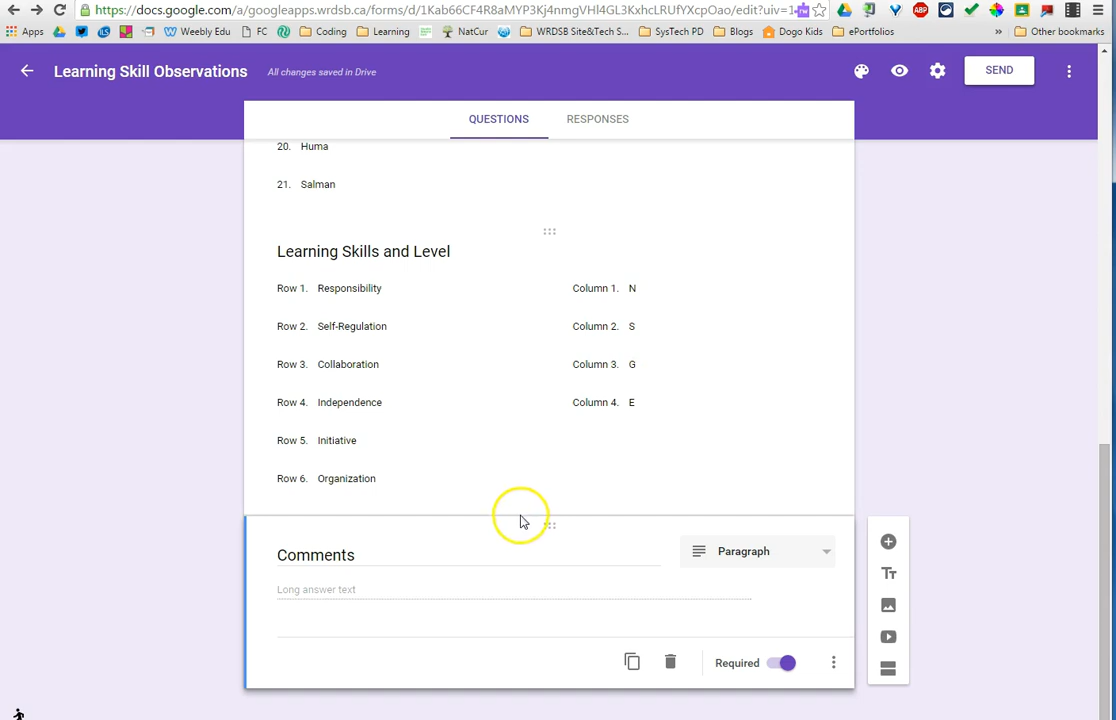 https://docs.google.com/a/googleapps.wrdsb.ca/forms/d/1Kab66CF4R8aMYP3Kj4nmgVHl4GL3KxhcLRUfYXcpOao/edit?uiv=1
Apps Weebly Edu FC Coding Learning NatCur WRDSB Site&Tech S... SysTech PD Blogs Dogo Kids ePortfolios » Other bookmarks
Learning Skill Observations All changes saved in Drive SEND
QUESTIONS RESPONSES
20. Huma
21. Salman
Learning Skills and Level
Row 1. Responsibility Column 1. N
Row 2. Self-Regulation Column 2. S
Row 3. Collaboration Column 3. G
Row 4. Independence Column 4. E
Row 5. Initiative
Row 6. Organization
Comments Paragraph
Long answer text
Required